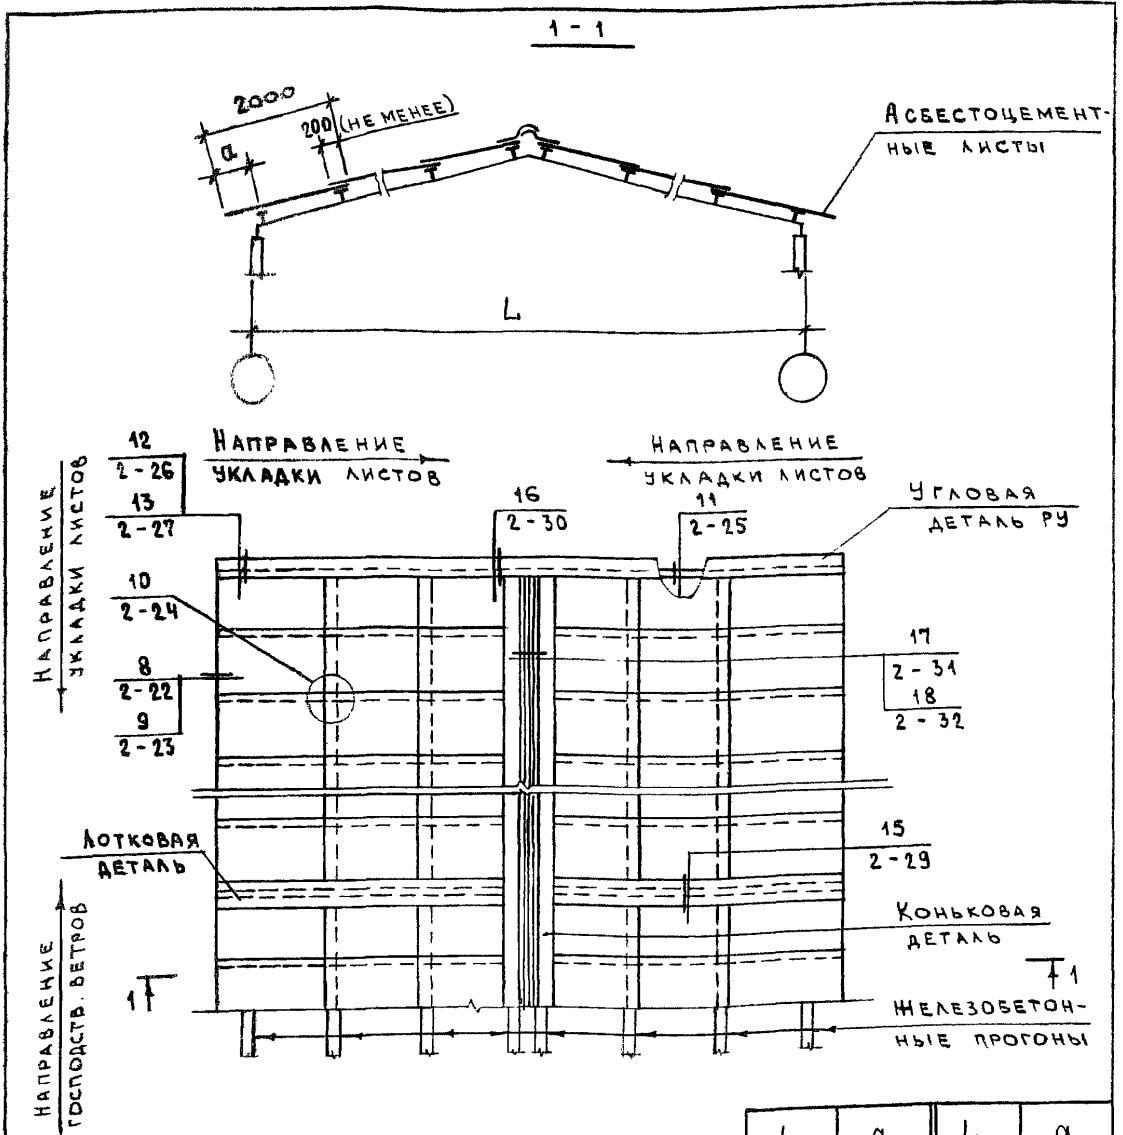 1 - 1
2000
200 (НЕ МЕНЕЕ)
а
АСБЕСТОЦЕМЕНТ-
НЫЕ ЛИСТЫ
L
12
2-26
13
2-27
НАПРАВЛЕНИЕ
УКЛАДКИ ЛИСТОВ
НАПРАВЛЕНИЕ
УКЛАДКИ ЛИСТОВ
16
2-30
11
2-25
УГЛОВАЯ
ДЕТАЛЬ РУ
НАПРАВЛЕНИЕ
УКЛАДКИ ЛИСТОВ
10
2-24
8
2-22
9
2-23
17
2-31
18
2-32
ЛОТКОВАЯ
ДЕТАЛЬ
15
2-29
КОНЬКОВАЯ
ДЕТАЛЬ
НАПРАВЛЕНИЕ
ГОСПОДСТВ. ВЕТРОВ
1
1
ЖЕЛЕЗОБЕТОН-
НЫЕ ПРОГОНЫ